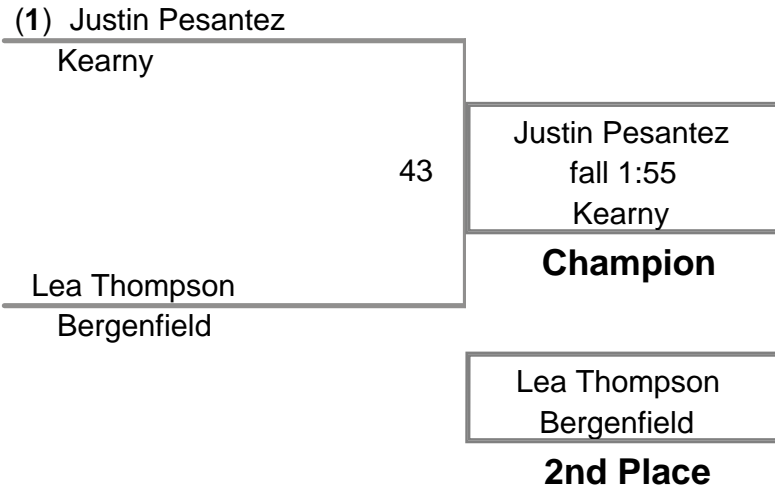 (1) Justin Pesantez
Kearny
43
Justin Pesantez
fall 1:55
Kearny
Champion
Lea Thompson
Bergenfield
Lea Thompson
Bergenfield
2nd Place